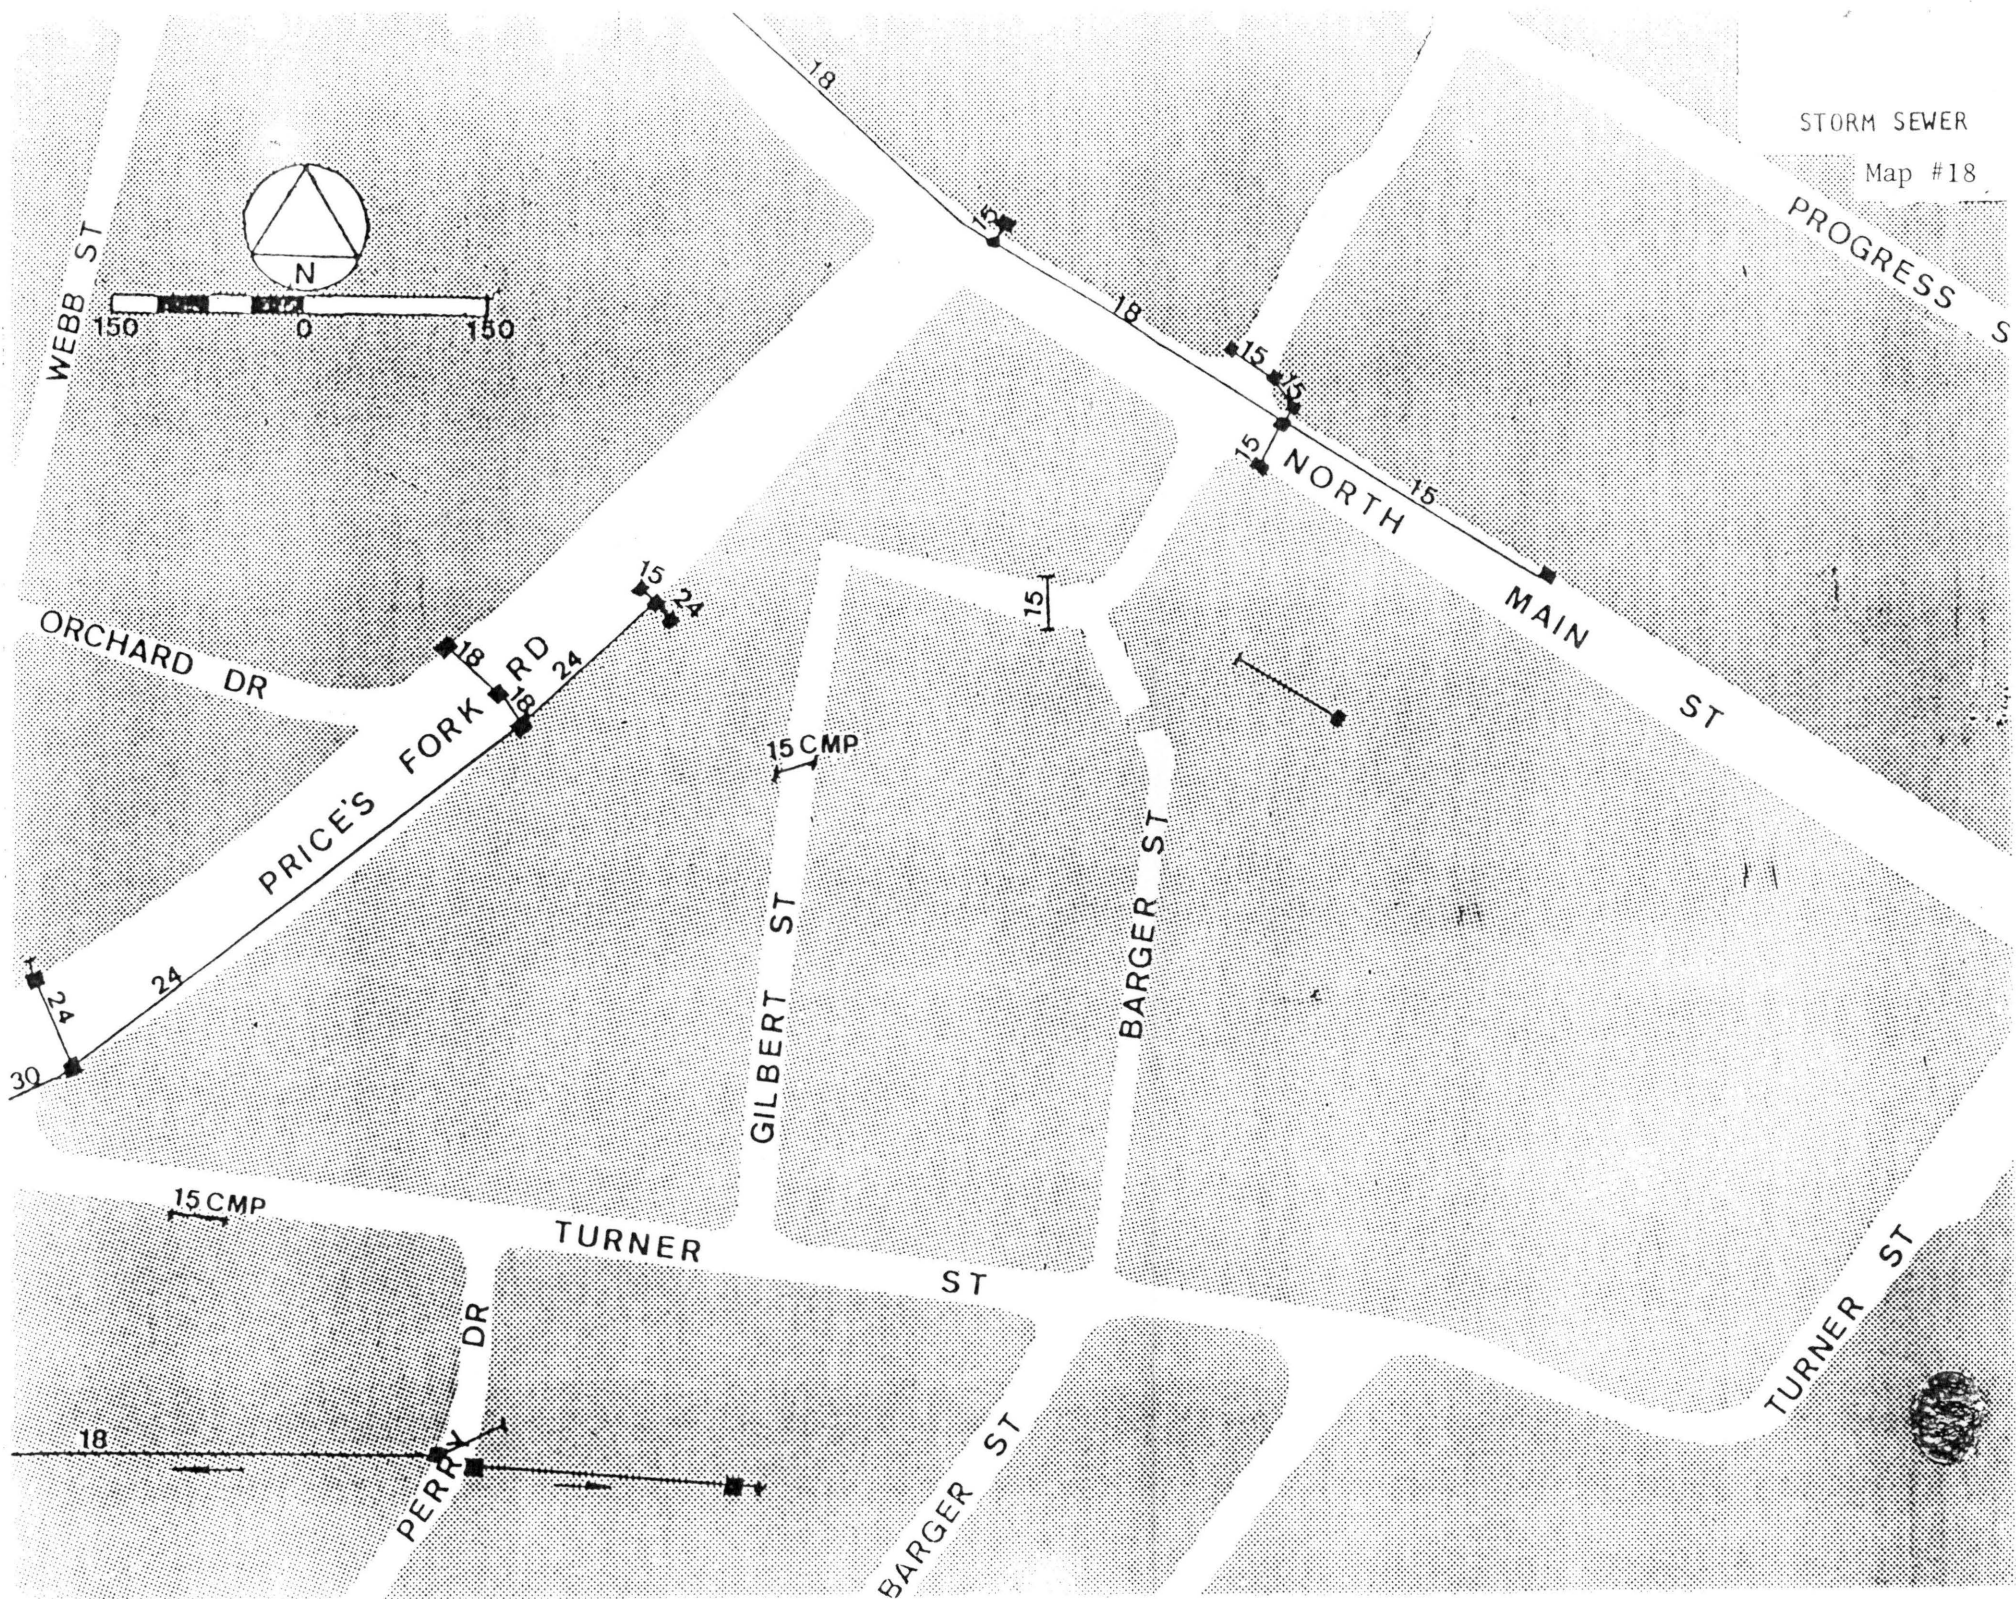 STORM SEWER
Map #18
18
PROGRESS S
WEBB ST
N
150 0 150
15
18
15
15
15
NORTH MAIN ST
15
15
24
15
ORCHARD DR
18
18
24
PRICE'S FORK RD
15 CMP
GILBERT ST
BARGER ST
24
24
30
15 CMP
TURNER ST
TURNER ST
PERRY DR
BARGER ST
18